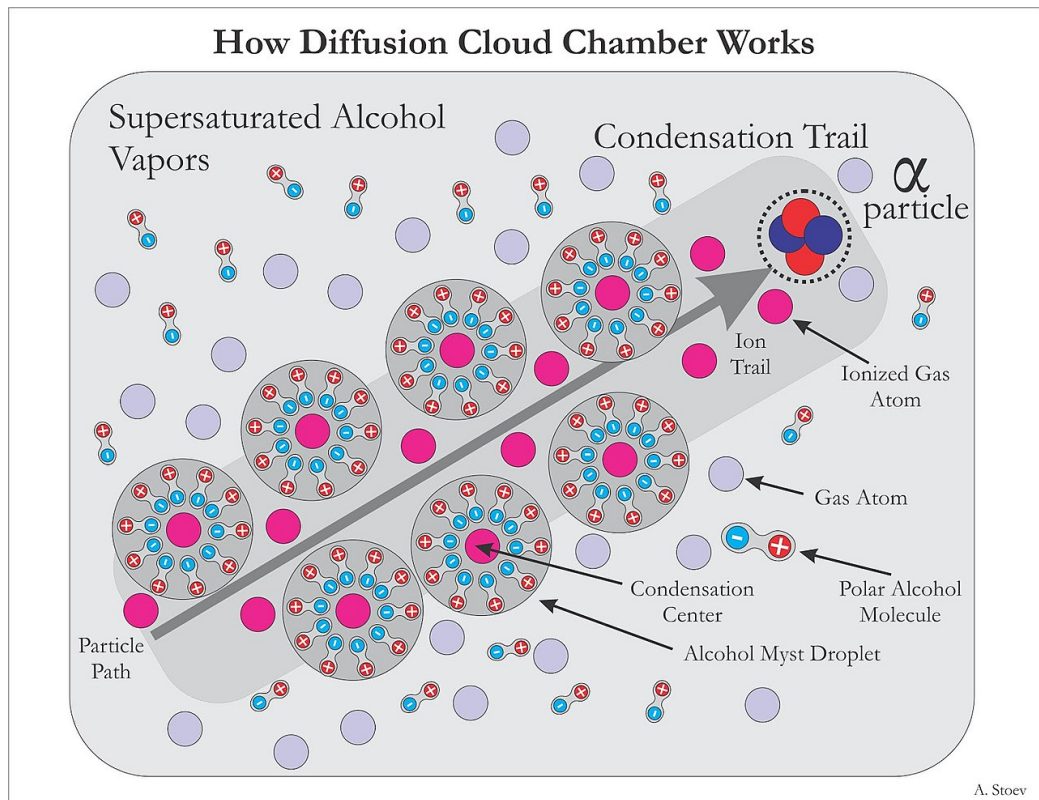 How Diffusion Cloud Chamber Works
Supersaturated Alcohol
Vapors
Condensation Trail
α
particle
Ion
Trail
Ionized Gas
Atom
Gas Atom
Polar Alcohol
Molecule
Condensation
Center
Alcohol Myst Droplet
Particle
Path
A. Stoev